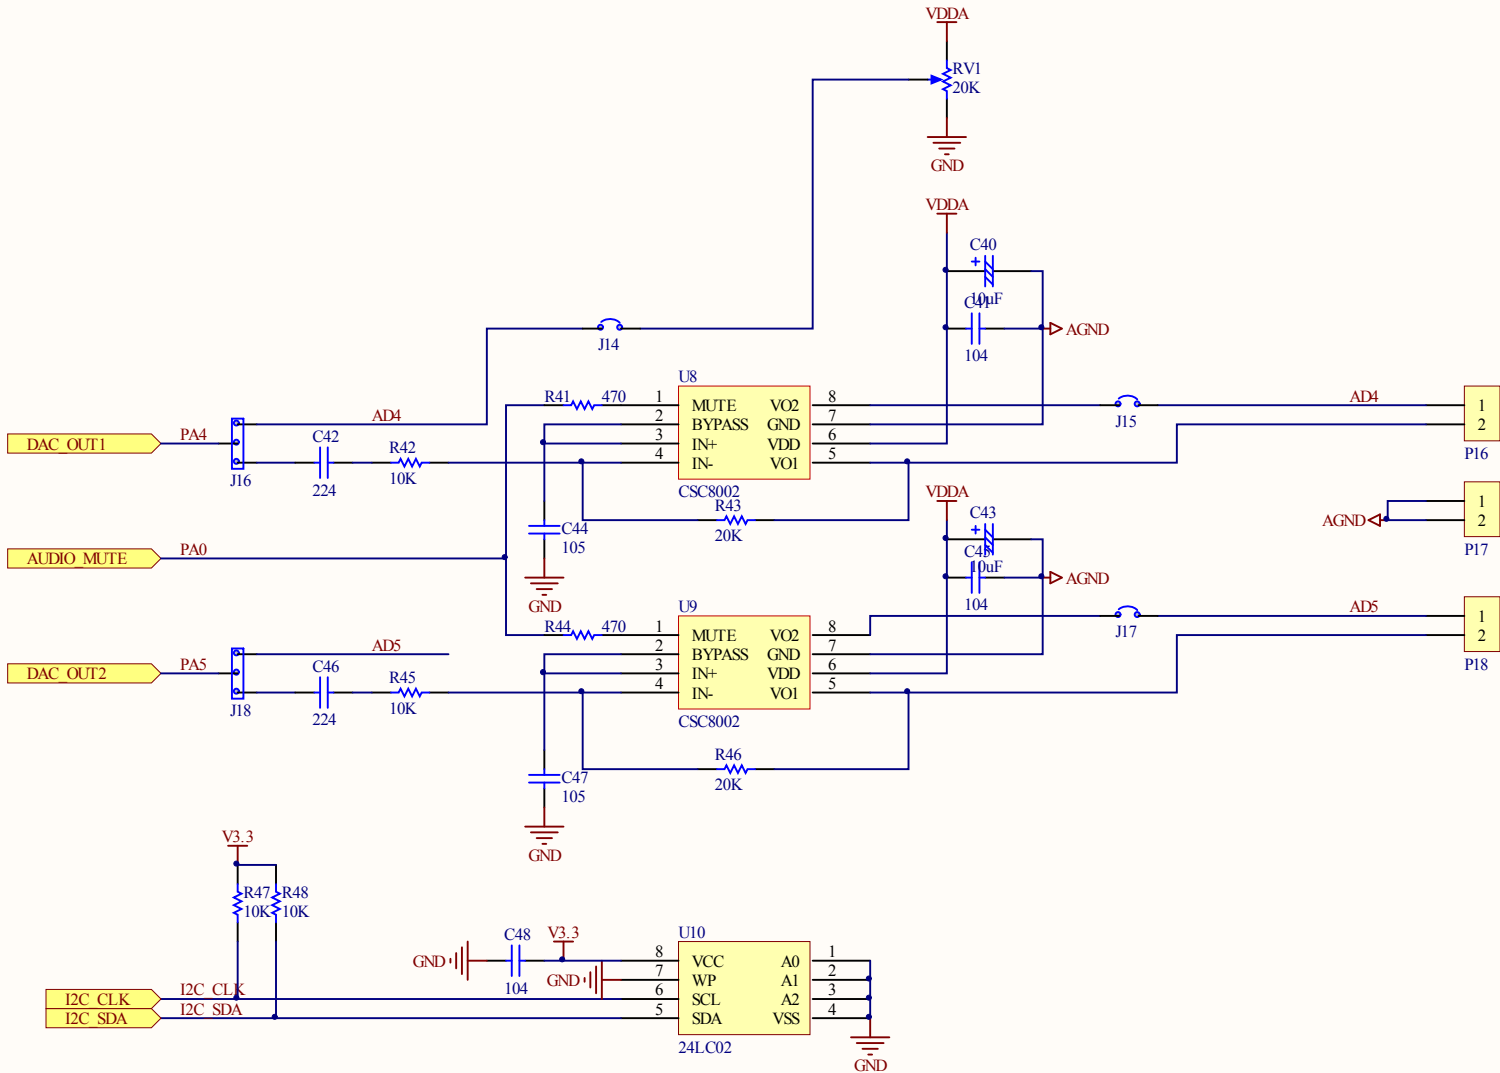 VDDA
RV1
20K
GND
VDDA
C40
10uF
C41
104
AGND
J14
U8
R41 470
1 MUTE VO2 8
2 BYPASS GND 7
3 IN+ VDD 6
4 IN- VO1 5
CSC8002
J15
AD4
1
2
P16
AD4
DAC_OUT1
PA4
J16
C42
224
R42
10K
R43
20K
C44
105
GND
VDDA
C43
10uF
C45
104
AGND
AGND
1
2
P17
AUDIO_MUTE
PA0
U9
R44 470
1 MUTE VO2 8
2 BYPASS GND 7
3 IN+ VDD 6
4 IN- VO1 5
CSC8002
J17
AD5
1
2
P18
AD5
DAC_OUT2
PA5
J18
C46
224
R45
10K
R46
20K
C47
105
GND
V3.3
R47
10K
R48
10K
U10
GND
C48
104
V3.3
GND
8 VCC A0 1
7 WP A1 2
6 SCL A2 3
5 SDA VSS 4
24LC02
GND
I2C_CLK
I2C_CLK
I2C_SDA
I2C_SDA